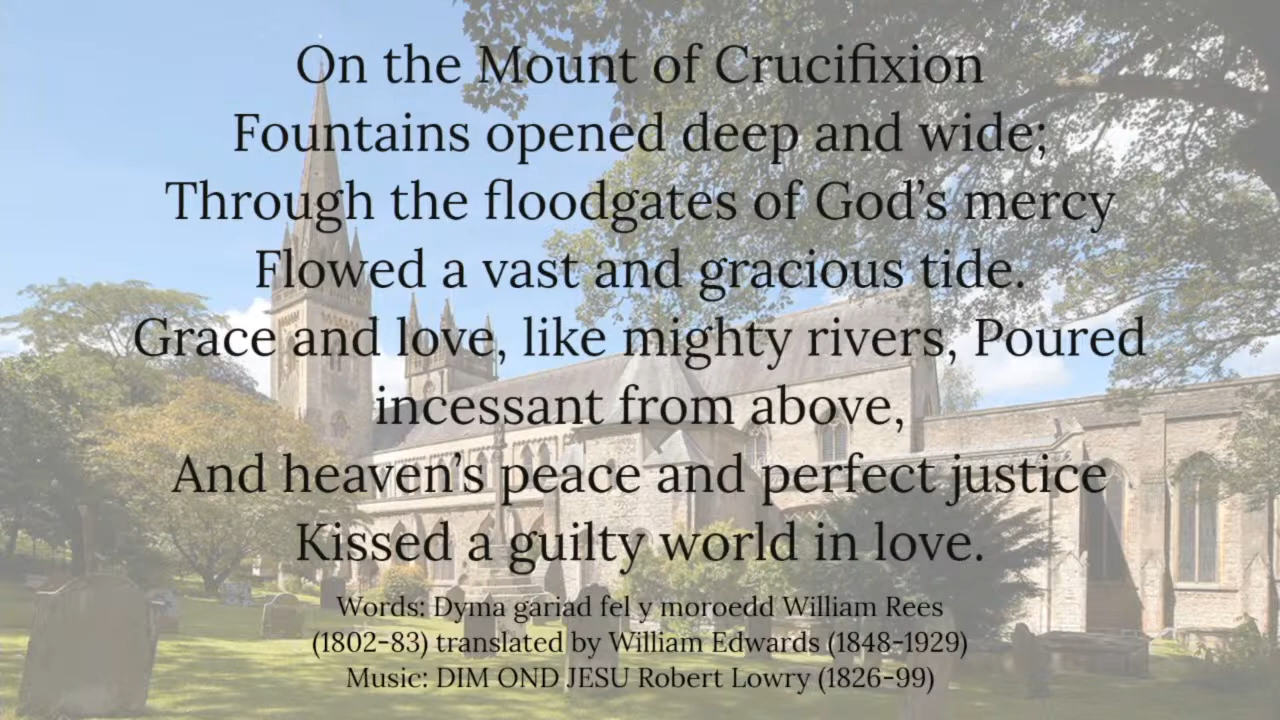 On the Mount of Crucifixion
Fountains opened deep and wide;
Through the floodgates of God’s mercy
Flowed a vast and gracious tide.
Grace and love, like mighty rivers, Poured
incessant from above,
And heaven’s peace and perfect justice
Kissed a guilty world in love.
Words: Dyma gariad fel y moroedd William Rees
(1802-83) translated by William Edwards (1848-1929)
Music: DIM OND JESU Robert Lowry (1826-99)